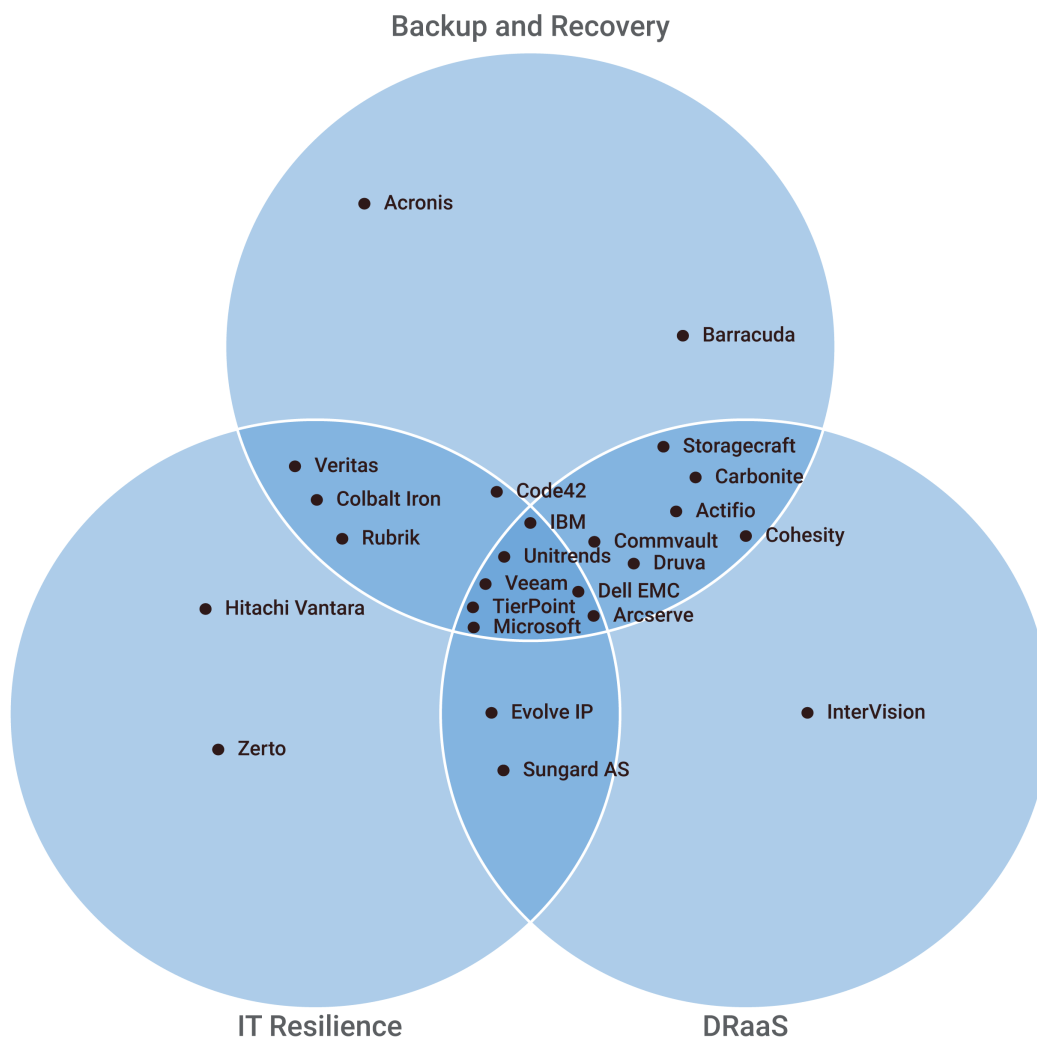 Backup and Recovery
Acronis
Barracuda
Storagecraft
Veritas
Carbonite
Code42
Colbalt Iron
Actifio
IBM
Cohesity
Rubrik
Commvault
Unitrends
Druva
Veeam
Dell EMC
TierPoint
Hitachi Vantara
Arcserve
Microsoft
Evolve IP
InterVision
Zerto
Sungard AS
IT Resilience
DRaaS